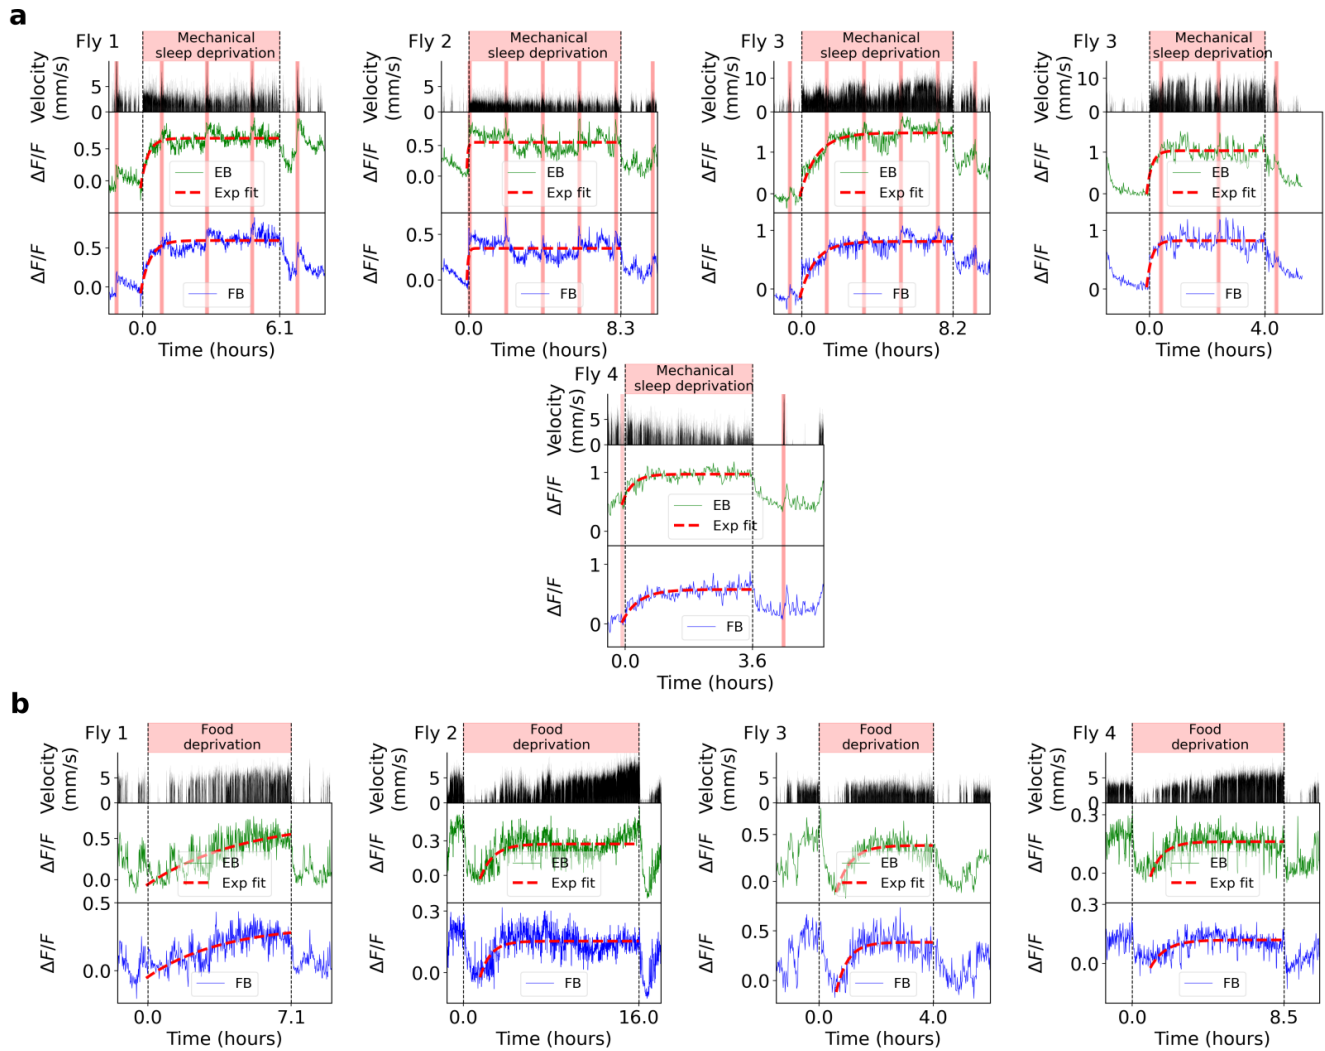 a
Fly 1
Mechanical
sleep deprivation
Velocity
(mm/s)
5
0
ΔF/F
0.5
0.0
EB
Exp fit
ΔF/F
0.5
0.0
FB
0.0
6.1
Time (hours)
Fly 2
Mechanical
sleep deprivation
Velocity
(mm/s)
5
0
ΔF/F
0.5
0.0
EB
Exp fit
ΔF/F
0.5
0.0
FB
0.0
8.3
Time (hours)
Fly 3
Mechanical
sleep deprivation
Velocity
(mm/s)
10
0
ΔF/F
1
0
EB
Exp fit
ΔF/F
1
0
FB
0.0
8.2
Time (hours)
Fly 3
Mechanical
sleep deprivation
Velocity
(mm/s)
10
0
ΔF/F
1
0
EB
Exp fit
ΔF/F
1
0
FB
0.0
4.0
Time (hours)
Fly 4
Mechanical
sleep deprivation
Velocity
(mm/s)
5
0
ΔF/F
1
0
EB
Exp fit
ΔF/F
1
0
FB
0.0
3.6
Time (hours)
b
Fly 1
Food
deprivation
Velocity
(mm/s)
5
0
ΔF/F
0.5
0.0
EB
Exp fit
ΔF/F
0.5
0.0
FB
0.0
7.1
Time (hours)
Fly 2
Food
deprivation
Velocity
(mm/s)
5
0
ΔF/F
0.3
0.0
EB
Exp fit
ΔF/F
0.3
0.0
FB
0.0
16.0
Time (hours)
Fly 3
Food
deprivation
Velocity
(mm/s)
5
0
ΔF/F
0.5
0.0
EB
Exp fit
ΔF/F
0.5
0.0
FB
0.0
4.0
Time (hours)
Fly 4
Food
deprivation
Velocity
(mm/s)
5
0
ΔF/F
0.3
0.0
EB
Exp fit
ΔF/F
0.3
0.0
FB
0.0
8.5
Time (hours)